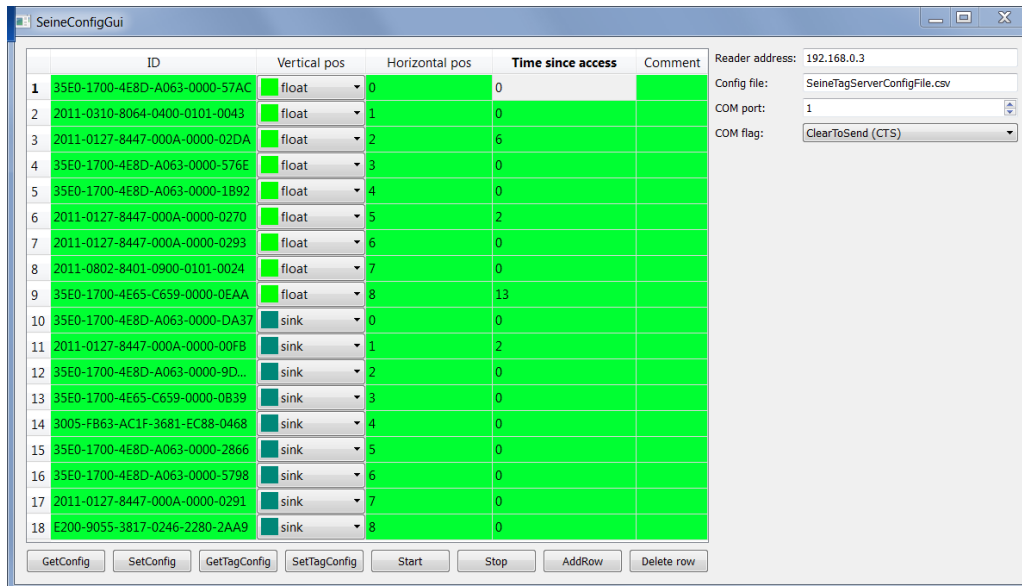 SeineConfigGui
ID Vertical pos Horizontal pos Time since access Comment
1 35E0-1700-4E8D-A063-0000-57AC float 0 0
2 2011-0310-8064-0400-0101-0043 float 1 0
3 2011-0127-8447-000A-0000-02DA float 2 6
4 35E0-1700-4E8D-A063-0000-576E float 3 0
5 35E0-1700-4E8D-A063-0000-1B92 float 4 0
6 2011-0127-8447-000A-0000-0270 float 5 2
7 2011-0127-8447-000A-0000-0293 float 6 0
8 2011-0802-8401-0900-0101-0024 float 7 0
9 35E0-1700-4E65-C659-0000-0EAA float 8 13
10 35E0-1700-4E8D-A063-0000-DA37 sink 0 0
11 2011-0127-8447-000A-0000-00FB sink 1 2
12 35E0-1700-4E8D-A063-0000-9D... sink 2 0
13 35E0-1700-4E65-C659-0000-0B39 sink 3 0
14 3005-FB63-AC1F-3681-EC88-0468 sink 4 0
15 35E0-1700-4E8D-A063-0000-2866 sink 5 0
16 35E0-1700-4E8D-A063-0000-5798 sink 6 0
17 2011-0127-8447-000A-0000-0291 sink 7 0
18 E200-9055-3817-0246-2280-2AA9 sink 8 0
GetConfig SetConfig GetTagConfig SetTagConfig Start Stop AddRow Delete row
Reader address: 192.168.0.3
Config file: SeineTagServerConfigFile.csv
COM port: 1
COM flag: ClearToSend (CTS)